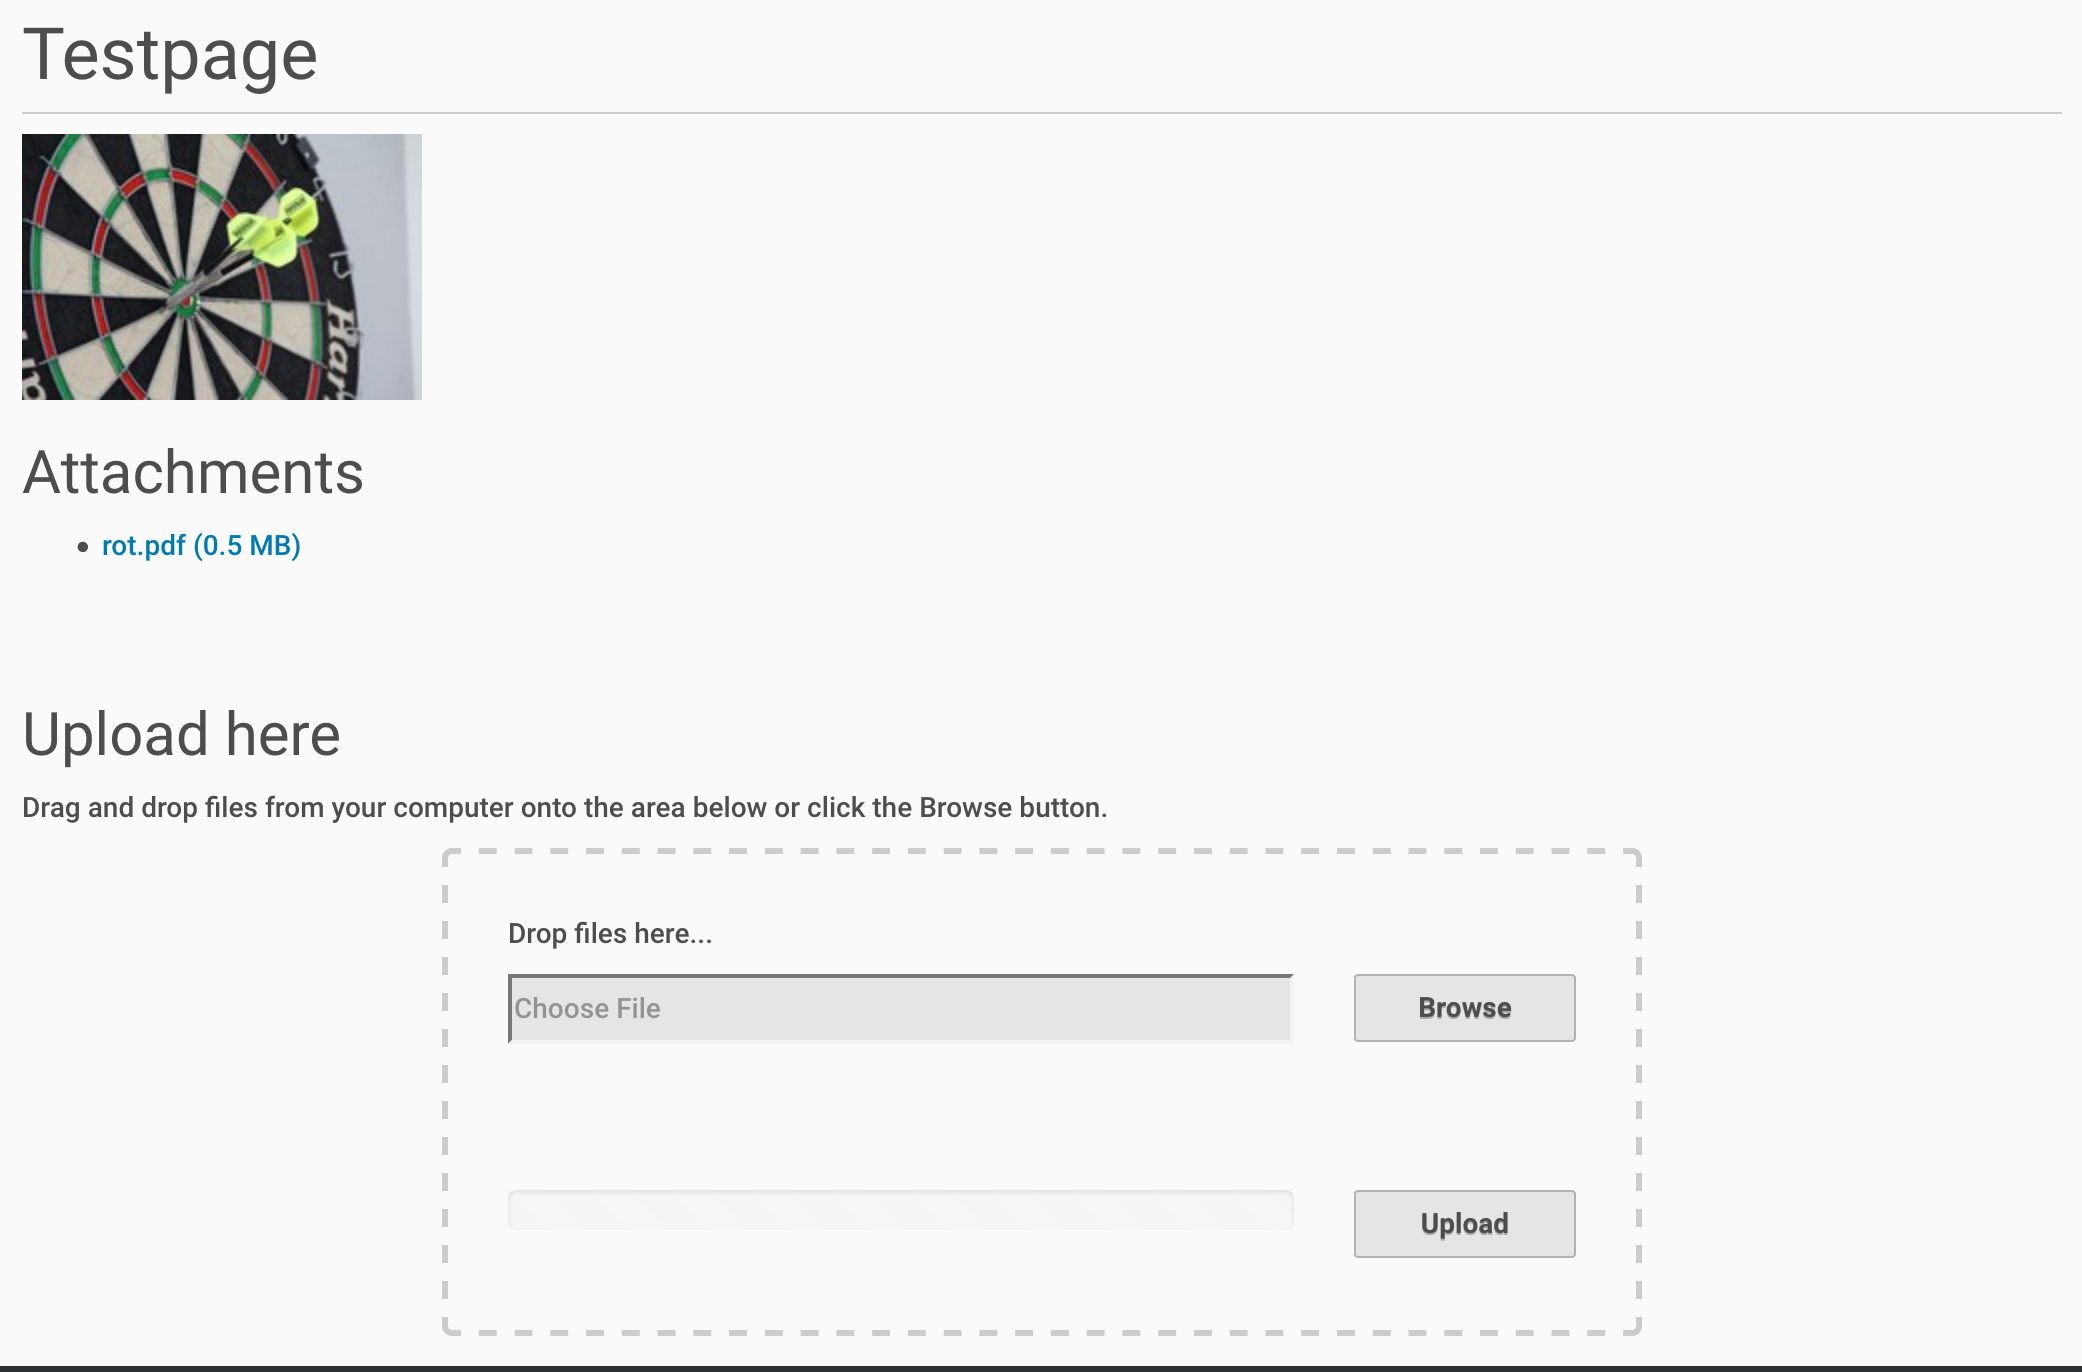 Testpage
Har
Attachments
rot.pdf (0.5 MB)
Upload here
Drag and drop files from your computer onto the area below or click the Browse button.
Drop files here...
Choose File
Browse
Upload